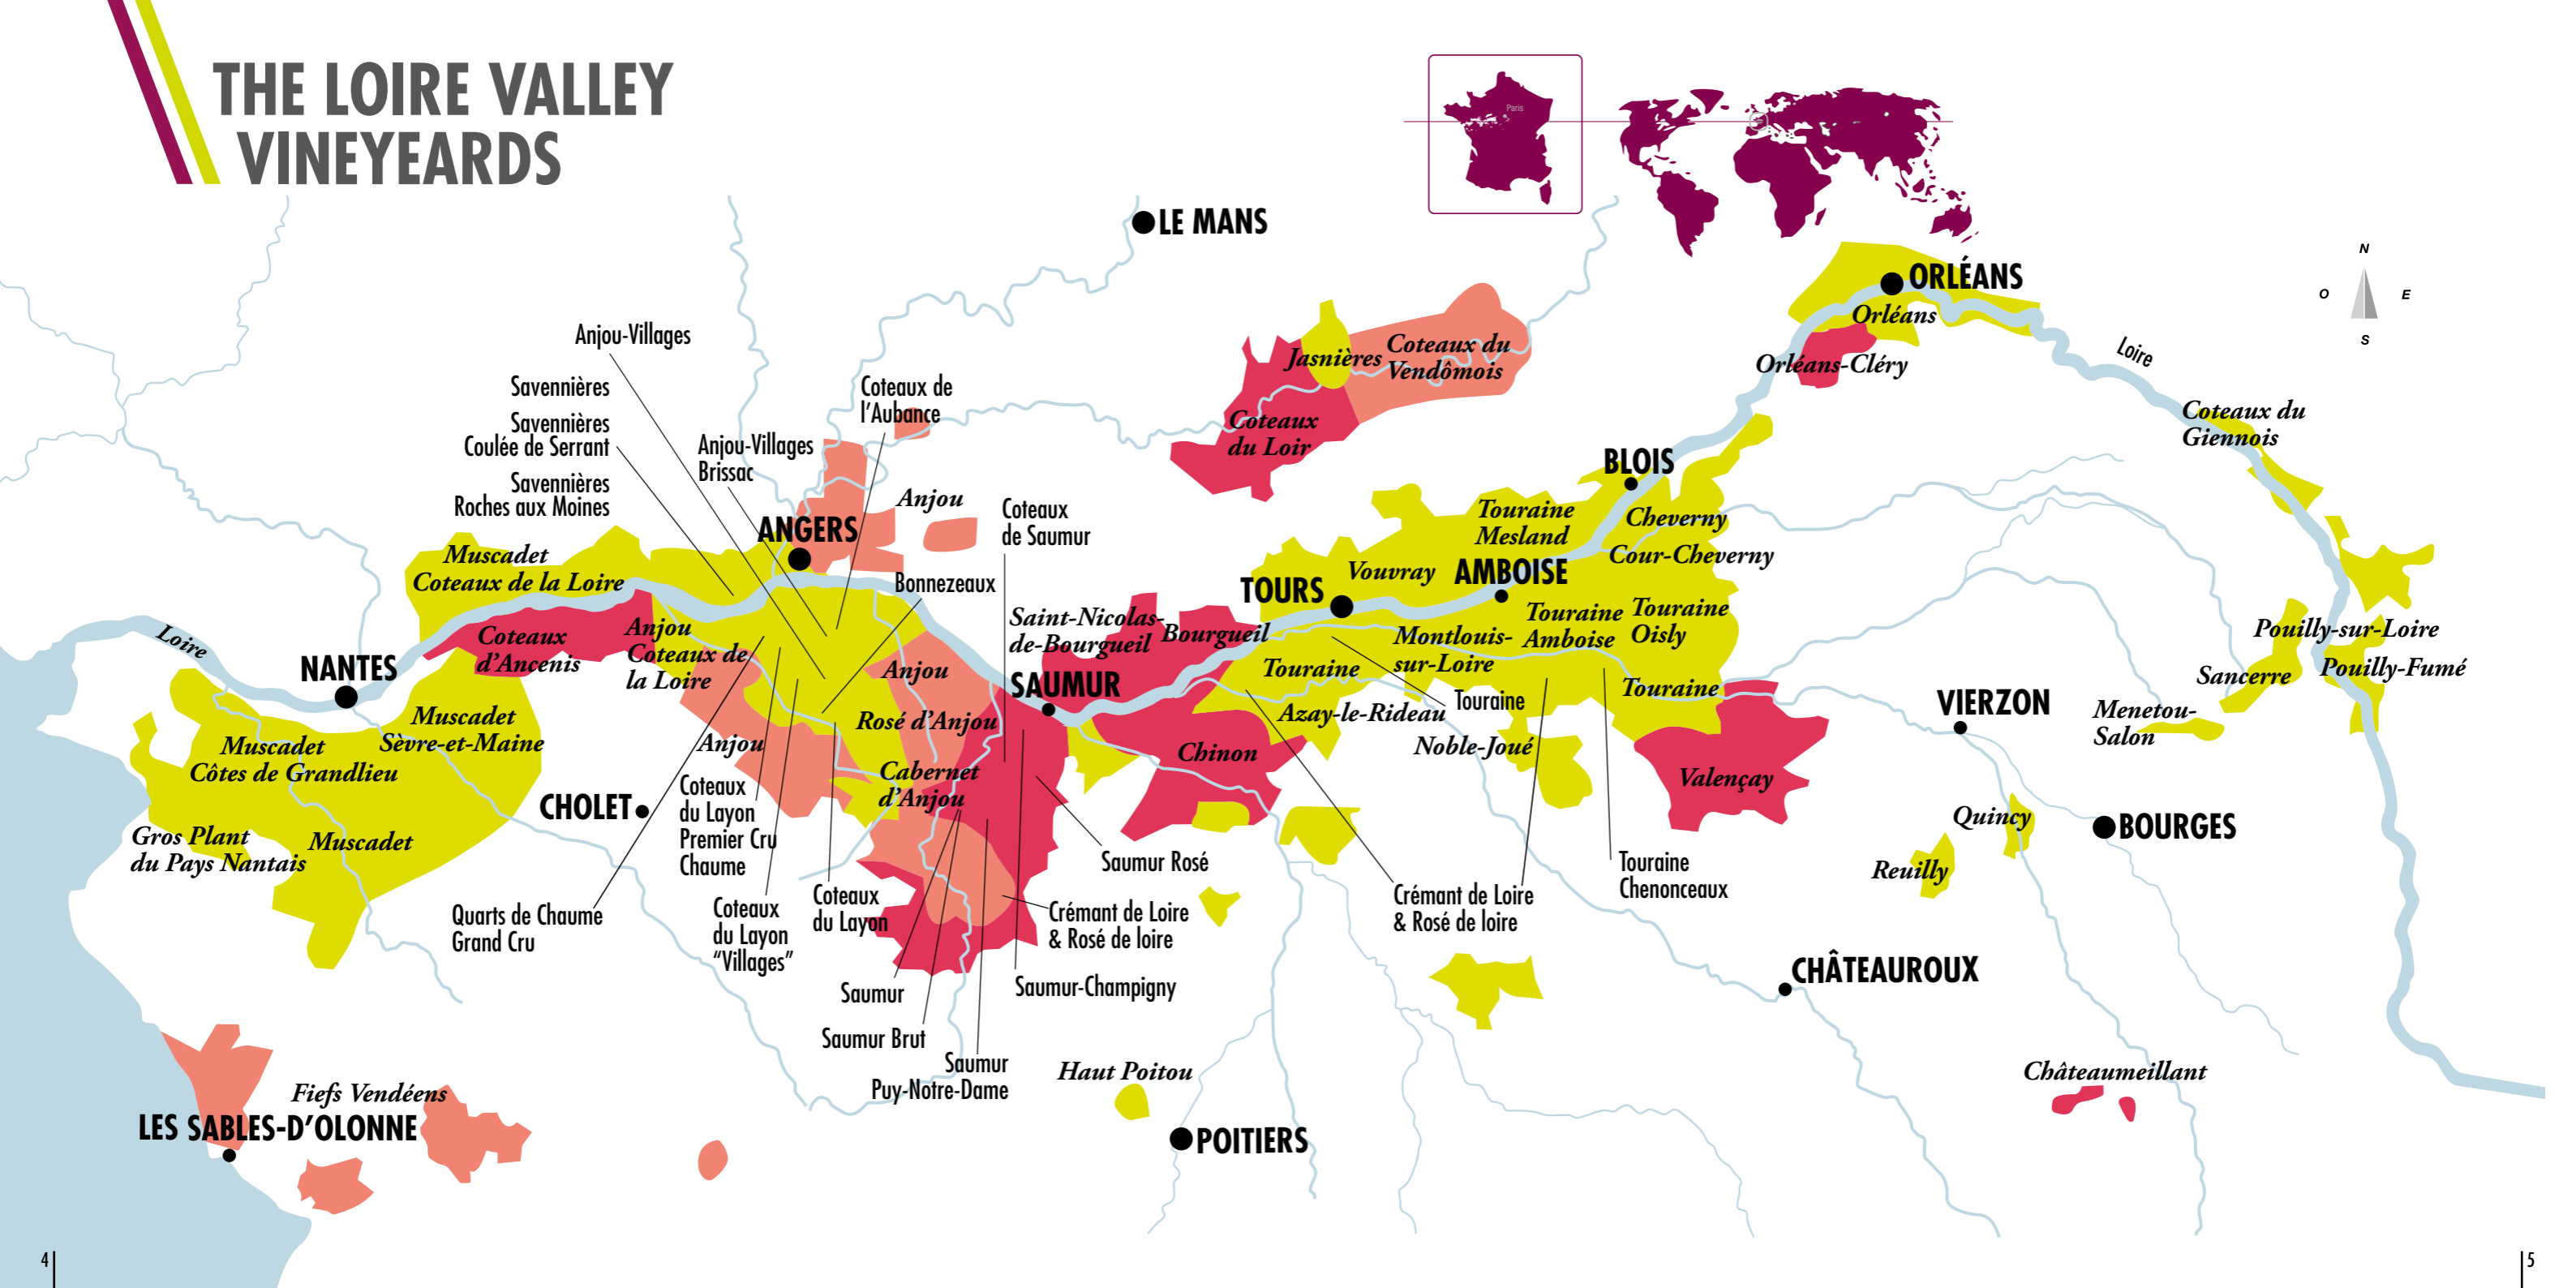 THE LOIRE VALLEY
VINEYEARDS
Paris
N
O
E
S
LE MANS
ORLÉANS
Orléans
Orléans-Cléry
Loire
Coteaux du
Giennois
Jasnières
Coteaux du
Vendômois
Coteaux
du Loir
Anjou-Villages
Savennières
Savennières
Coulée de Serrant
Savennières
Roches aux Moines
Anjou-Villages
Brissac
Coteaux de
l'Aubance
Anjou
Coteaux
de Saumur
ANGERS
Bonnezeaux
BLOIS
Touraine
Mesland
Cheverny
Cour-Cheverny
Vouvray
AMBOISE
TOURS
Touraine
Amboise
Touraine
Oisly
Montlouis-
sur-Loire
Touraine
Touraine
Touraine
Azay-le-Rideau
Noble-Joué
Muscadet
Coteaux de la Loire
Coteaux
d'Ancenis
Anjou
Coteaux de
la Loire
Loire
NANTES
Muscadet
Sèvre-et-Maine
Muscadet
Côtes de Grandlieu
Gros Plant
du Pays Nantais
Muscadet
CHOLET
Anjou
Anjou
Rosé d'Anjou
Cabernet
d'Anjou
Saint-Nicolas-
de-Bourgueil
Bourgueil
SAUMUR
Chinon
Valençay
Pouilly-sur-Loire
Pouilly-Fumé
Sancerre
Menetou-
Salon
VIERZON
Quincy
Reuilly
BOURGES
Coteaux
du Layon
Premier Cru
Chaume
Quarts de Chaume
Grand Cru
Coteaux
du Layon
“Villages”
Coteaux
du Layon
Saumur Rosé
Crémant de Loire
& Rosé de loire
Saumur-Champigny
Saumur
Saumur Brut
Saumur
Puy-Notre-Dame
Crémant de Loire
& Rosé de loire
Touraine
Chenonceaux
CHÂTEAUROUX
Châteaumeillant
Haut Poitou
POITIERS
Fiefs Vendéens
LES SABLES-D'OLONNE
4
5